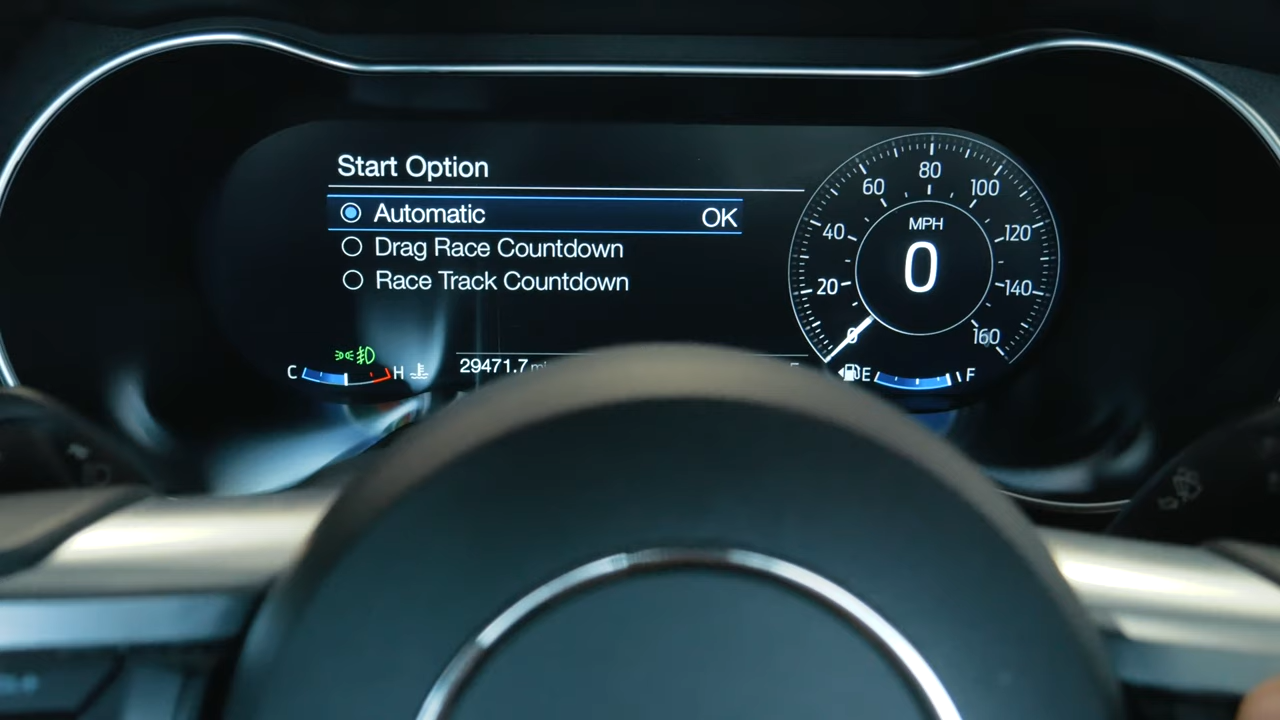 Start Option
Automatic OK
Drag Race Countdown
Race Track Countdown
29471.7
C H
MPH
0
0
20
40
60
80
100
120
140
160
E F